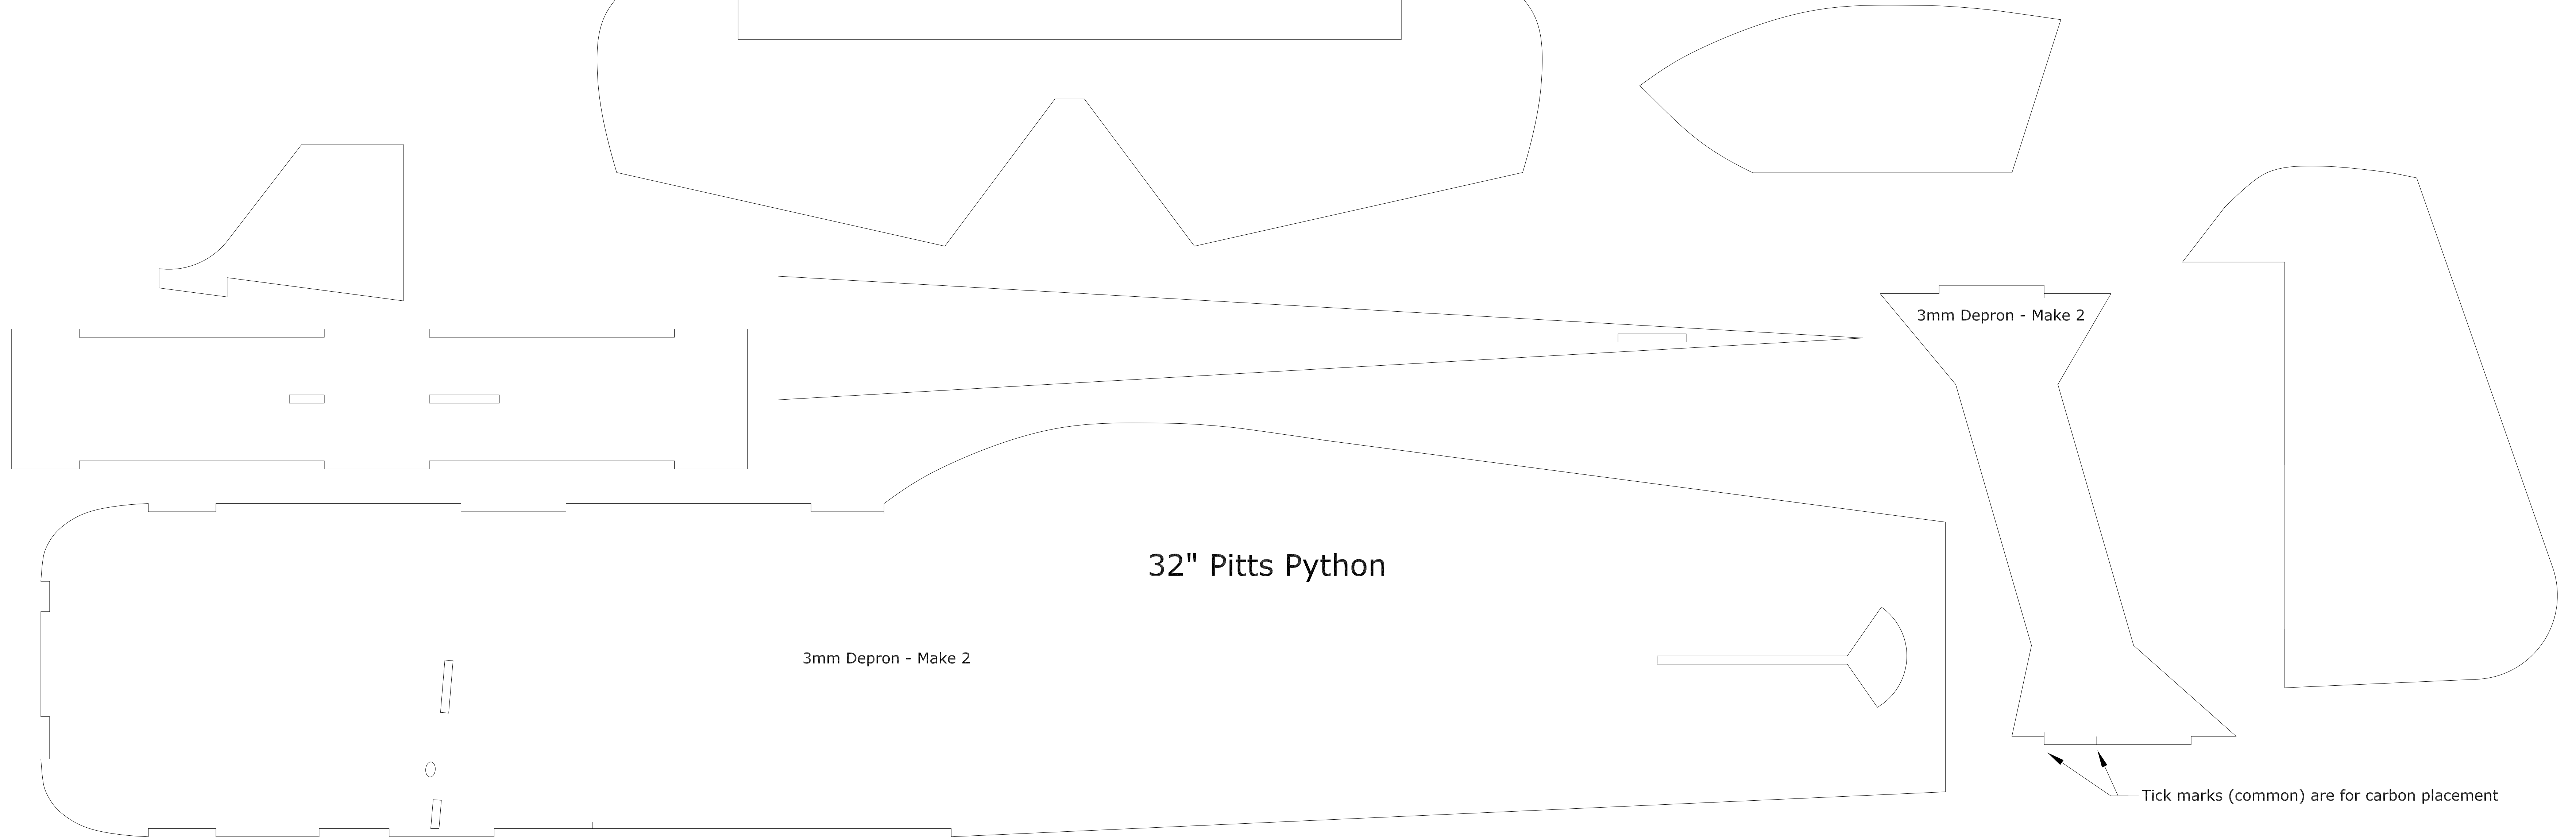 3mm Depron - Make 2
32" Pitts Python
3mm Depron - Make 2
Tick marks (common) are for carbon placement